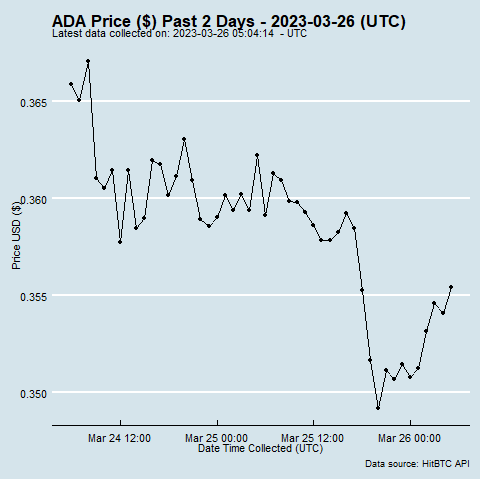 ADA Price ($) Past 2 Days - 2023-03-26 (UTC)
Latest data collected on: 2023-03-26 05:04:14 - UTC
0.365
0.360
0.355
0.350
Price USD ($)
Mar 24 12:00 Mar 25 00:00 Mar 25 12:00 Mar 26 00:00
Date Time Collected (UTC)
Data source: HitBTC API